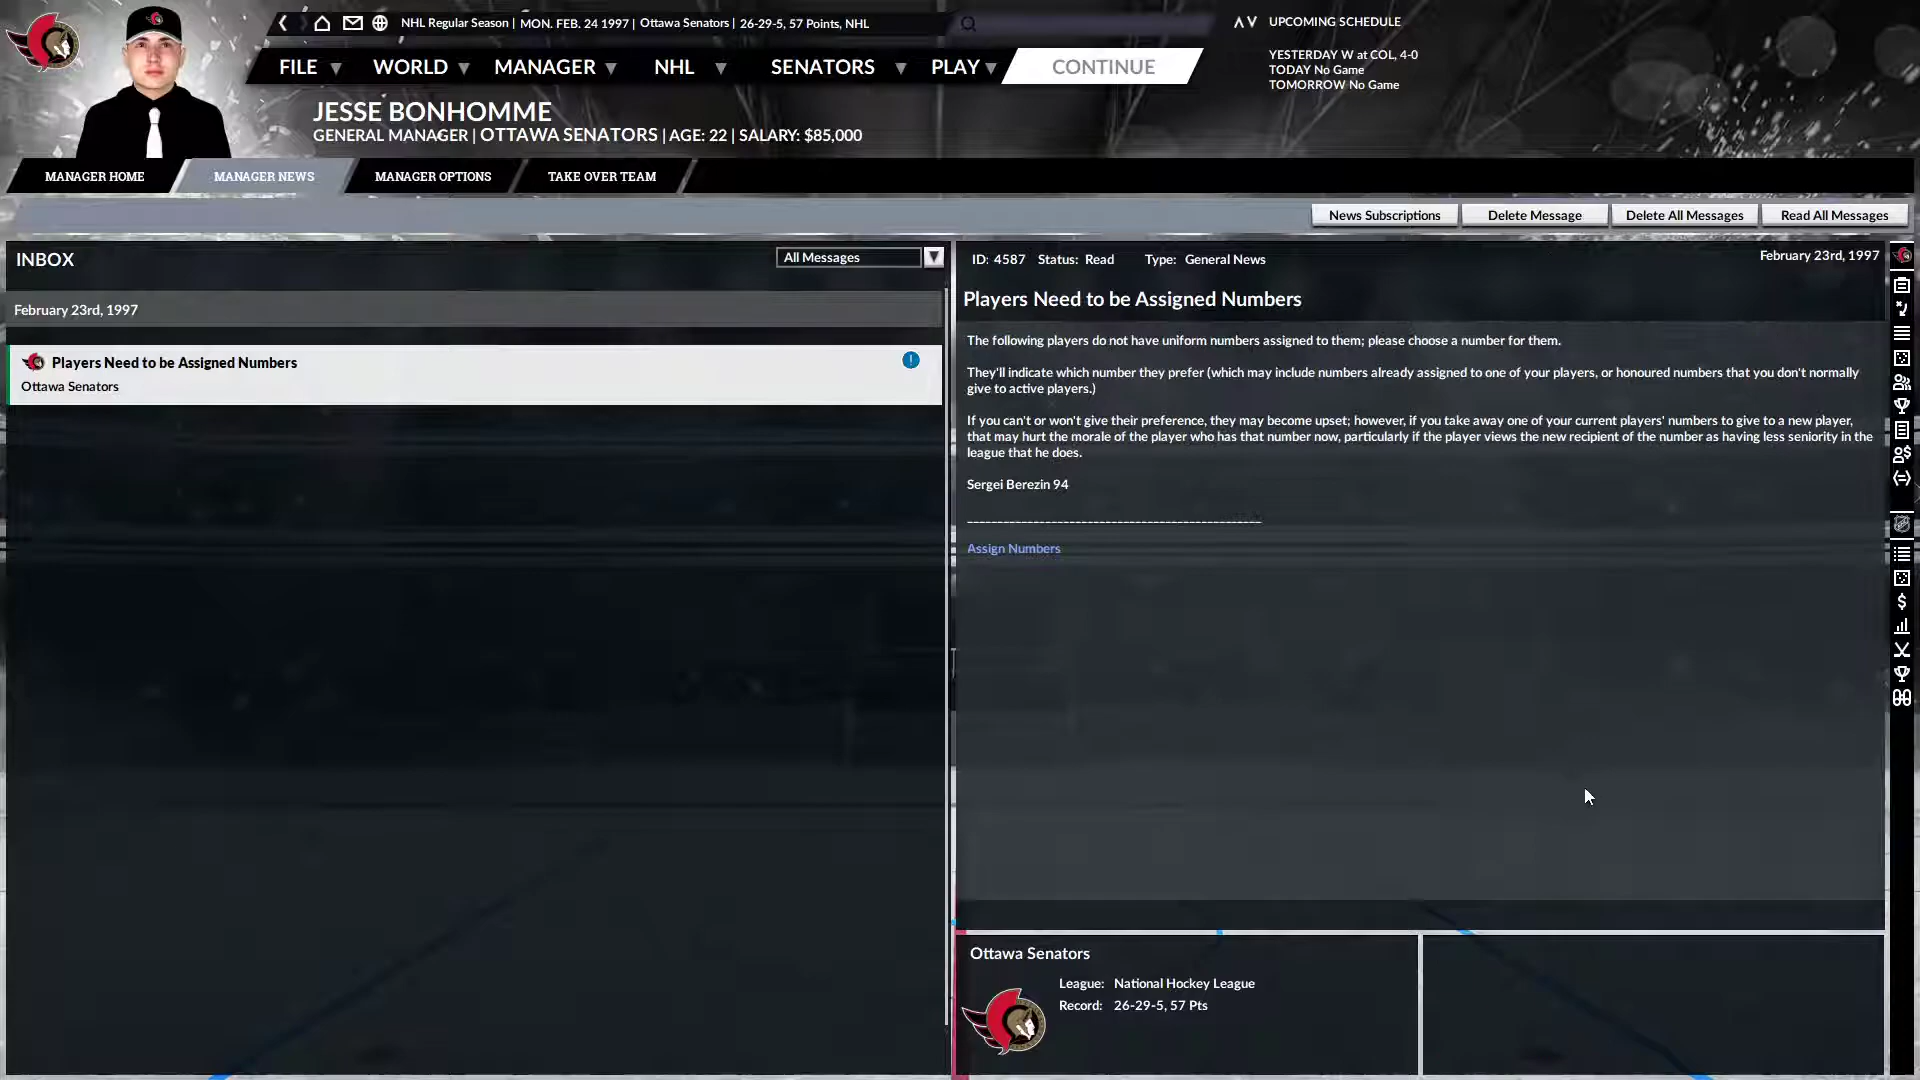 NHL Regular Season | MON. FEB. 24 1997 | Ottawa Senators | 26-29-5, 57 Points, NHL
UPCOMING SCHEDULE
YESTERDAY W at COL, 4-0
TODAY No Game
TOMORROW No Game
FILE WORLD MANAGER NHL SENATORS PLAY CONTINUE
JESSE BONHOMME
GENERAL MANAGER | OTTAWA SENATORS | AGE: 22 | SALARY: $85,000
MANAGER HOME MANAGER NEWS MANAGER OPTIONS TAKE OVER TEAM
News Subscriptions Delete Message Delete All Messages Read All Messages
INBOX
All Messages
February 23rd, 1997
Players Need to be Assigned Numbers
Ottawa Senators
ID: 4587 Status: Read Type: General News
February 23rd, 1997
Players Need to be Assigned Numbers
The following players do not have uniform numbers assigned to them; please choose a number for them.
They'll indicate which number they prefer (which may include numbers already assigned to one of your players, or honoured numbers that you don't normally
give to active players.)
If you can't or won't give their preference, they may become upset; however, if you take away one of your current players' numbers to give to a new player,
that may hurt the morale of the player who has that number now, particularly if the player views the new recipient of the number as having less seniority in the
league that he does.
Sergei Berezin 94
--------------------------------------------------
Assign Numbers
Ottawa Senators
League: National Hockey League
Record: 26-29-5, 57 Pts